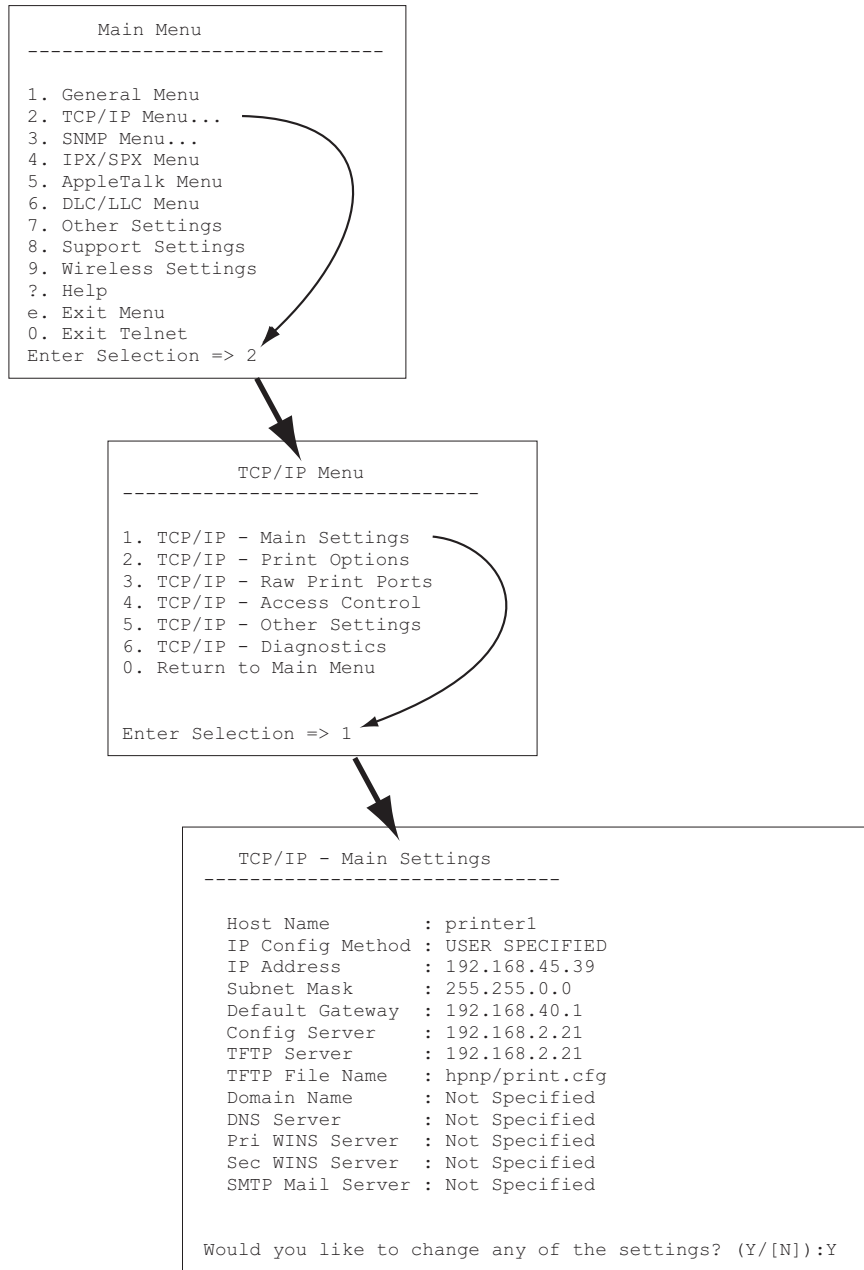 Main Menu
-------------------------------
1. General Menu
2. TCP/IP Menu...
3. SNMP Menu...
4. IPX/SPX Menu
5. AppleTalk Menu
6. DLC/LLC Menu
7. Other Settings
8. Support Settings
9. Wireless Settings
?. Help
e. Exit Menu
0. Exit Telnet
Enter Selection => 2
TCP/IP Menu
-------------------------------
1. TCP/IP - Main Settings
2. TCP/IP - Print Options
3. TCP/IP - Raw Print Ports
4. TCP/IP - Access Control
5. TCP/IP - Other Settings
6. TCP/IP - Diagnostics
0. Return to Main Menu
Enter Selection => 1
TCP/IP - Main Settings
-------------------------------
Host Name : printer1
IP Config Method : USER SPECIFIED
IP Address : 192.168.45.39
Subnet Mask : 255.255.0.0
Default Gateway : 192.168.40.1
Config Server : 192.168.2.21
TFTP Server : 192.168.2.21
TFTP File Name : hpnp/print.cfg
Domain Name : Not Specified
DNS Server : Not Specified
Pri WINS Server : Not Specified
Sec WINS Server : Not Specified
SMTP Mail Server : Not Specified
Would you like to change any of the settings? (Y/[N]):Y